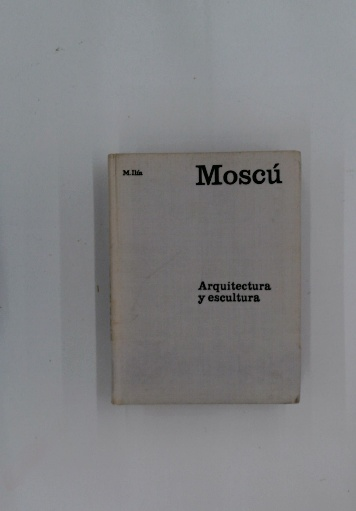 M. Ilín
Moscú
Arquitectura
y escultura